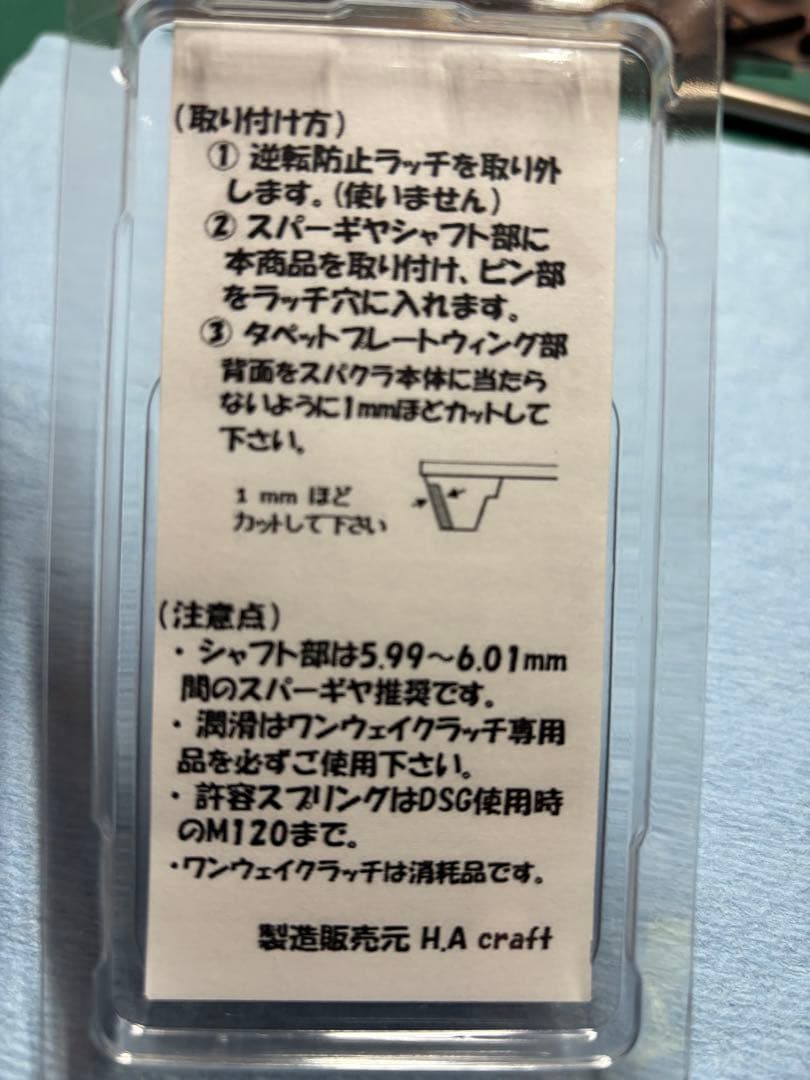 (取り付け方)
① 逆転防止ラッチを取り外
します。(使いません)
② スパーギヤシャフト部に
本商品を取り付け、ピン部
をラッチ穴に入れます。
③ タペットプレートウィング部
背面をスパクラ本体に当たら
ないように1mmほどカットして
下さい。
1 mm ほど
カットして下さい
(注意点)
・シャフト部は5.99～6.01mm
間のスパーギヤ推奨です。
・潤滑はワンウェイクラッチ専用
品を必ずご使用下さい。
・許容スプリングはDSG使用時
のM120まで。
・ワンウェイクラッチは消耗品です。
製造販売元 H.A craft